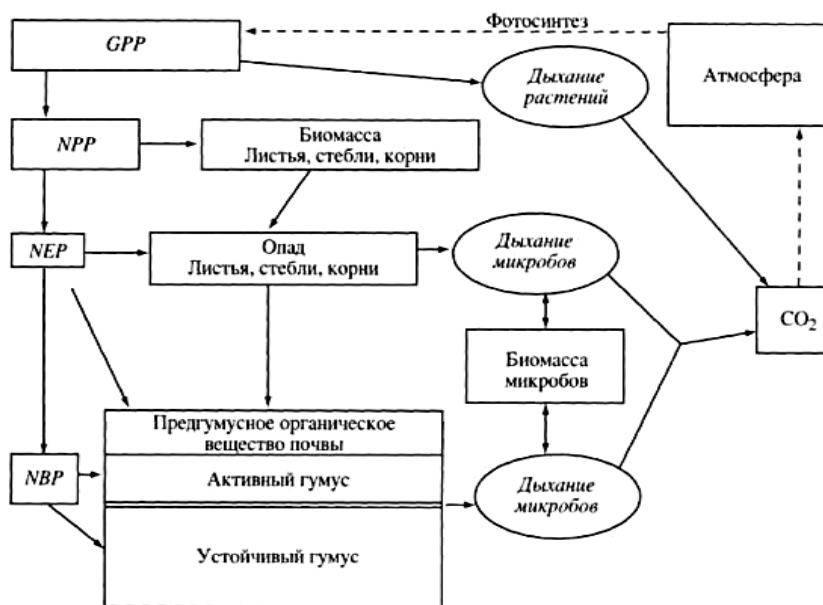 Фотосинтез
GPP
Дыхание
растений
Атмосфера
NPP
Биомасса
Листья, стебли, корни
NEP
Опад
Листья, стебли, корни
Дыхание
микробов
CO₂
Биомасса
микробов
Предгумусное органическое
вещество почвы
NBP
Активный гумус
Дыхание
микробов
Устойчивый гумус